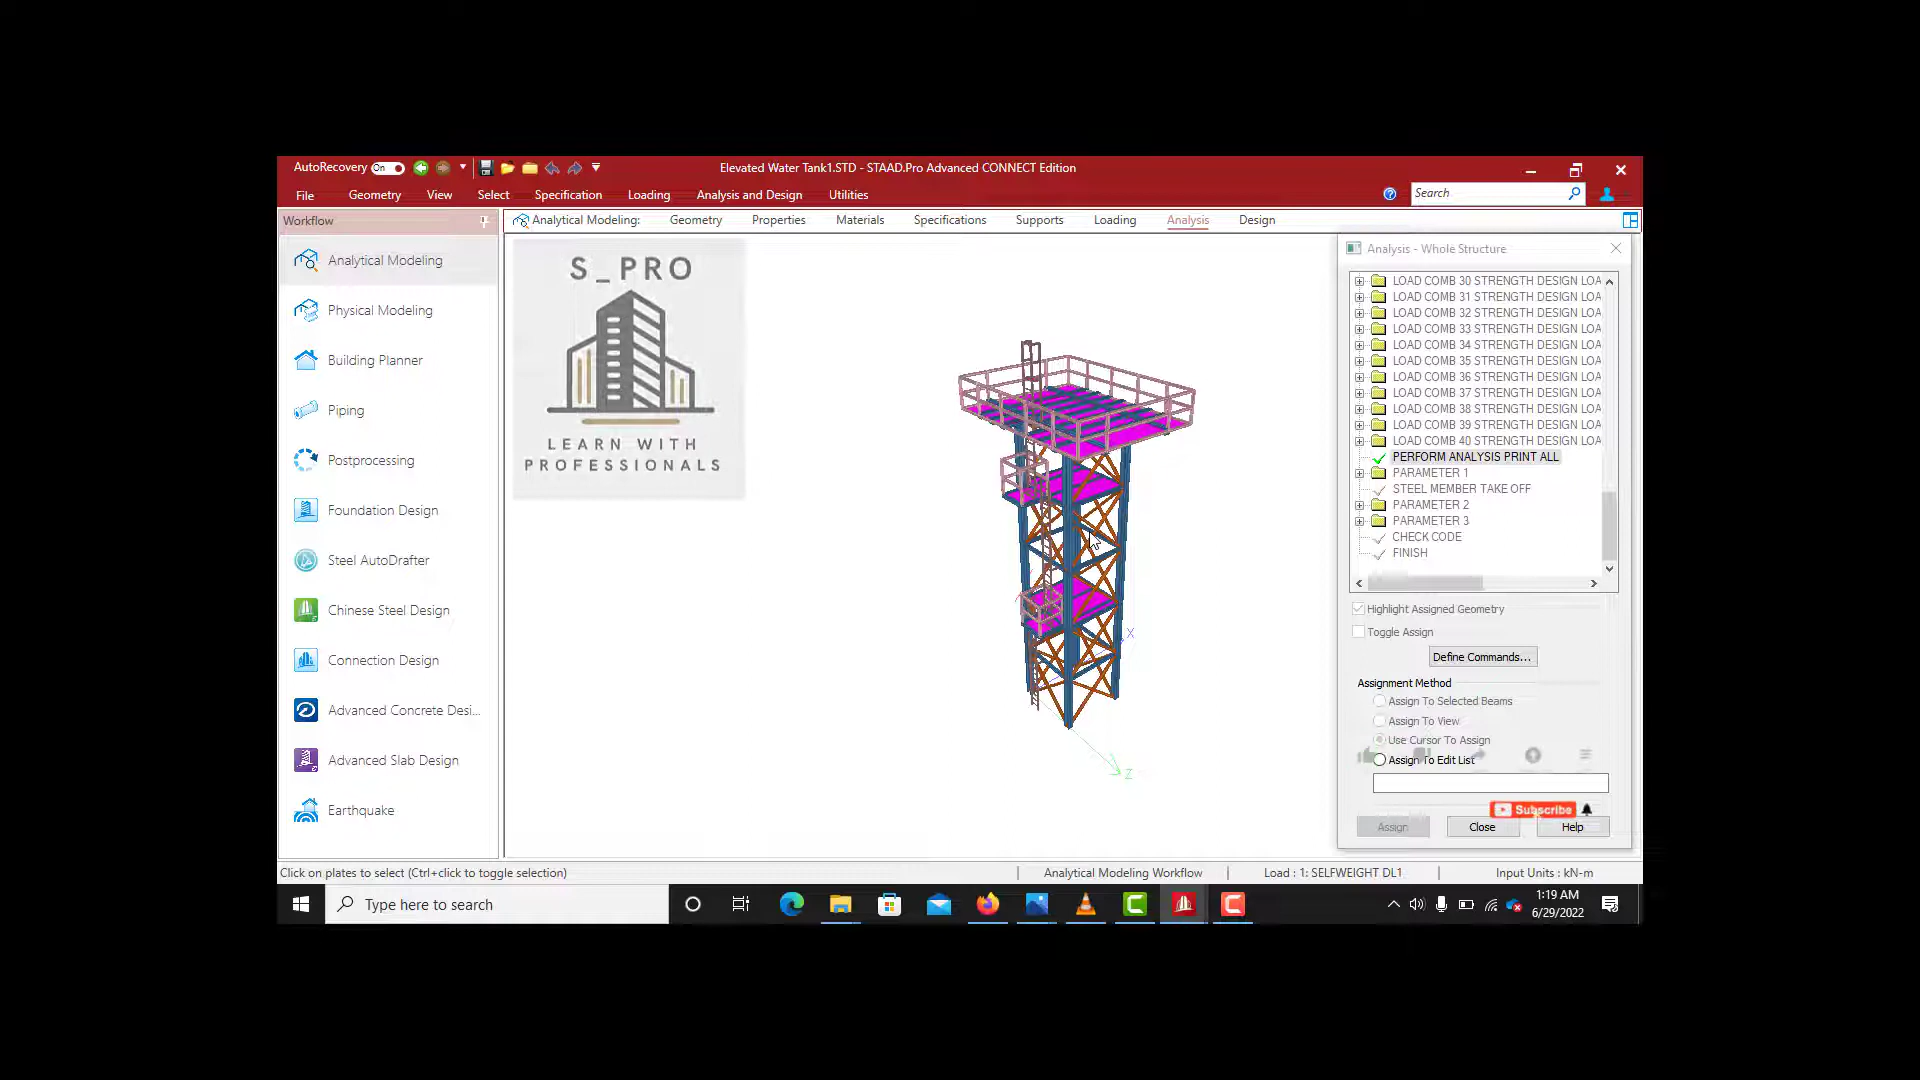 AutoRecovery On
Elevated Water Tank1.STD - STAAD.Pro Advanced CONNECT Edition
File Geometry View Select Specification Loading Analysis and Design Utilities
Search
Workflow
Analytical Modeling: Geometry Properties Materials Specifications Supports Loading Analysis Design
Analytical Modeling
Physical Modeling
Building Planner
Piping
Postprocessing
Foundation Design
Steel AutoDrafter
Chinese Steel Design
Connection Design
Advanced Concrete Desi...
Advanced Slab Design
Earthquake
S_PRO
LEARN WITH
PROFESSIONALS
X
Z
Analysis - Whole Structure
LOAD COMB 30 STRENGTH DESIGN LOA
LOAD COMB 31 STRENGTH DESIGN LOA
LOAD COMB 32 STRENGTH DESIGN LOA
LOAD COMB 33 STRENGTH DESIGN LOA
LOAD COMB 34 STRENGTH DESIGN LOA
LOAD COMB 35 STRENGTH DESIGN LOA
LOAD COMB 36 STRENGTH DESIGN LOA
LOAD COMB 37 STRENGTH DESIGN LOA
LOAD COMB 38 STRENGTH DESIGN LOA
LOAD COMB 39 STRENGTH DESIGN LOA
LOAD COMB 40 STRENGTH DESIGN LOA
PERFORM ANALYSIS PRINT ALL
PARAMETER 1
STEEL MEMBER TAKE OFF
PARAMETER 2
PARAMETER 3
CHECK CODE
FINISH
Highlight Assigned Geometry
Toggle Assign
Define Commands...
Assignment Method
Assign To Selected Beams
Assign To View
Use Cursor To Assign
Assign To Edit List
Subscribe
Assign Close Help
Click on plates to select (Ctrl+click to toggle selection)
Analytical Modeling Workflow
Load : 1: SELFWEIGHT DL1
Input Units : kN-m
Type here to search
1:19 AM
6/29/2022